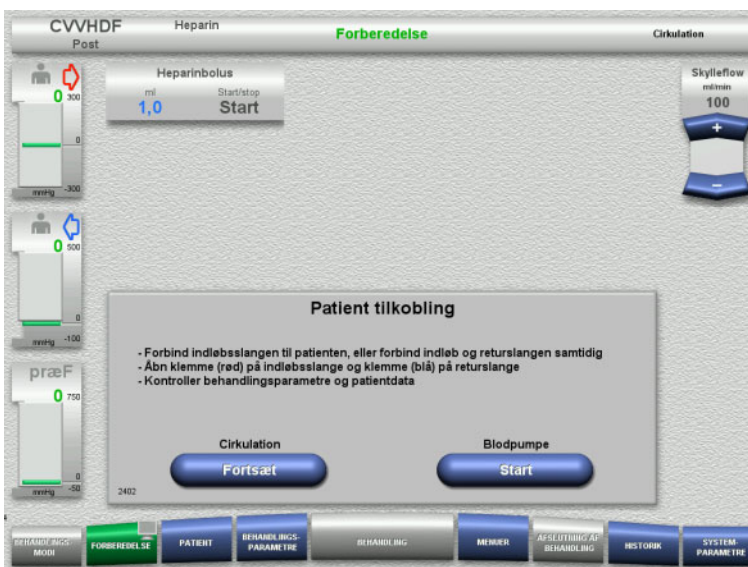 CVVHDF Heparin Forberedelse Cirkulation
Post
Heparinbolus
ml Start/stop
1,0 Start
Skylleflow
ml/min
100
+
–
0 300
0
mmHg -300
0 500
0
mmHg -100
præF
0 750
0
mmHg -50
Patient tilkobling
- Forbind indløbsslangen til patienten, eller forbind indløb og returslangen samtidig
- Åbn klemme (rød) på indløbsslange og klemme (blå) på returslange
- Kontroller behandlingsparametre og patientdata
Cirkulation Blodpumpe
Fortsæt Start
2402
BEHANDLINGS- MODI
FORBEREDELSE
PATIENT
BEHANDLINGS- PARAMETRE
BEHANDLING
MENUER
AFSLUTNING AF BEHANDLING
HISTORIK
SYSTEM- PARAMETRE